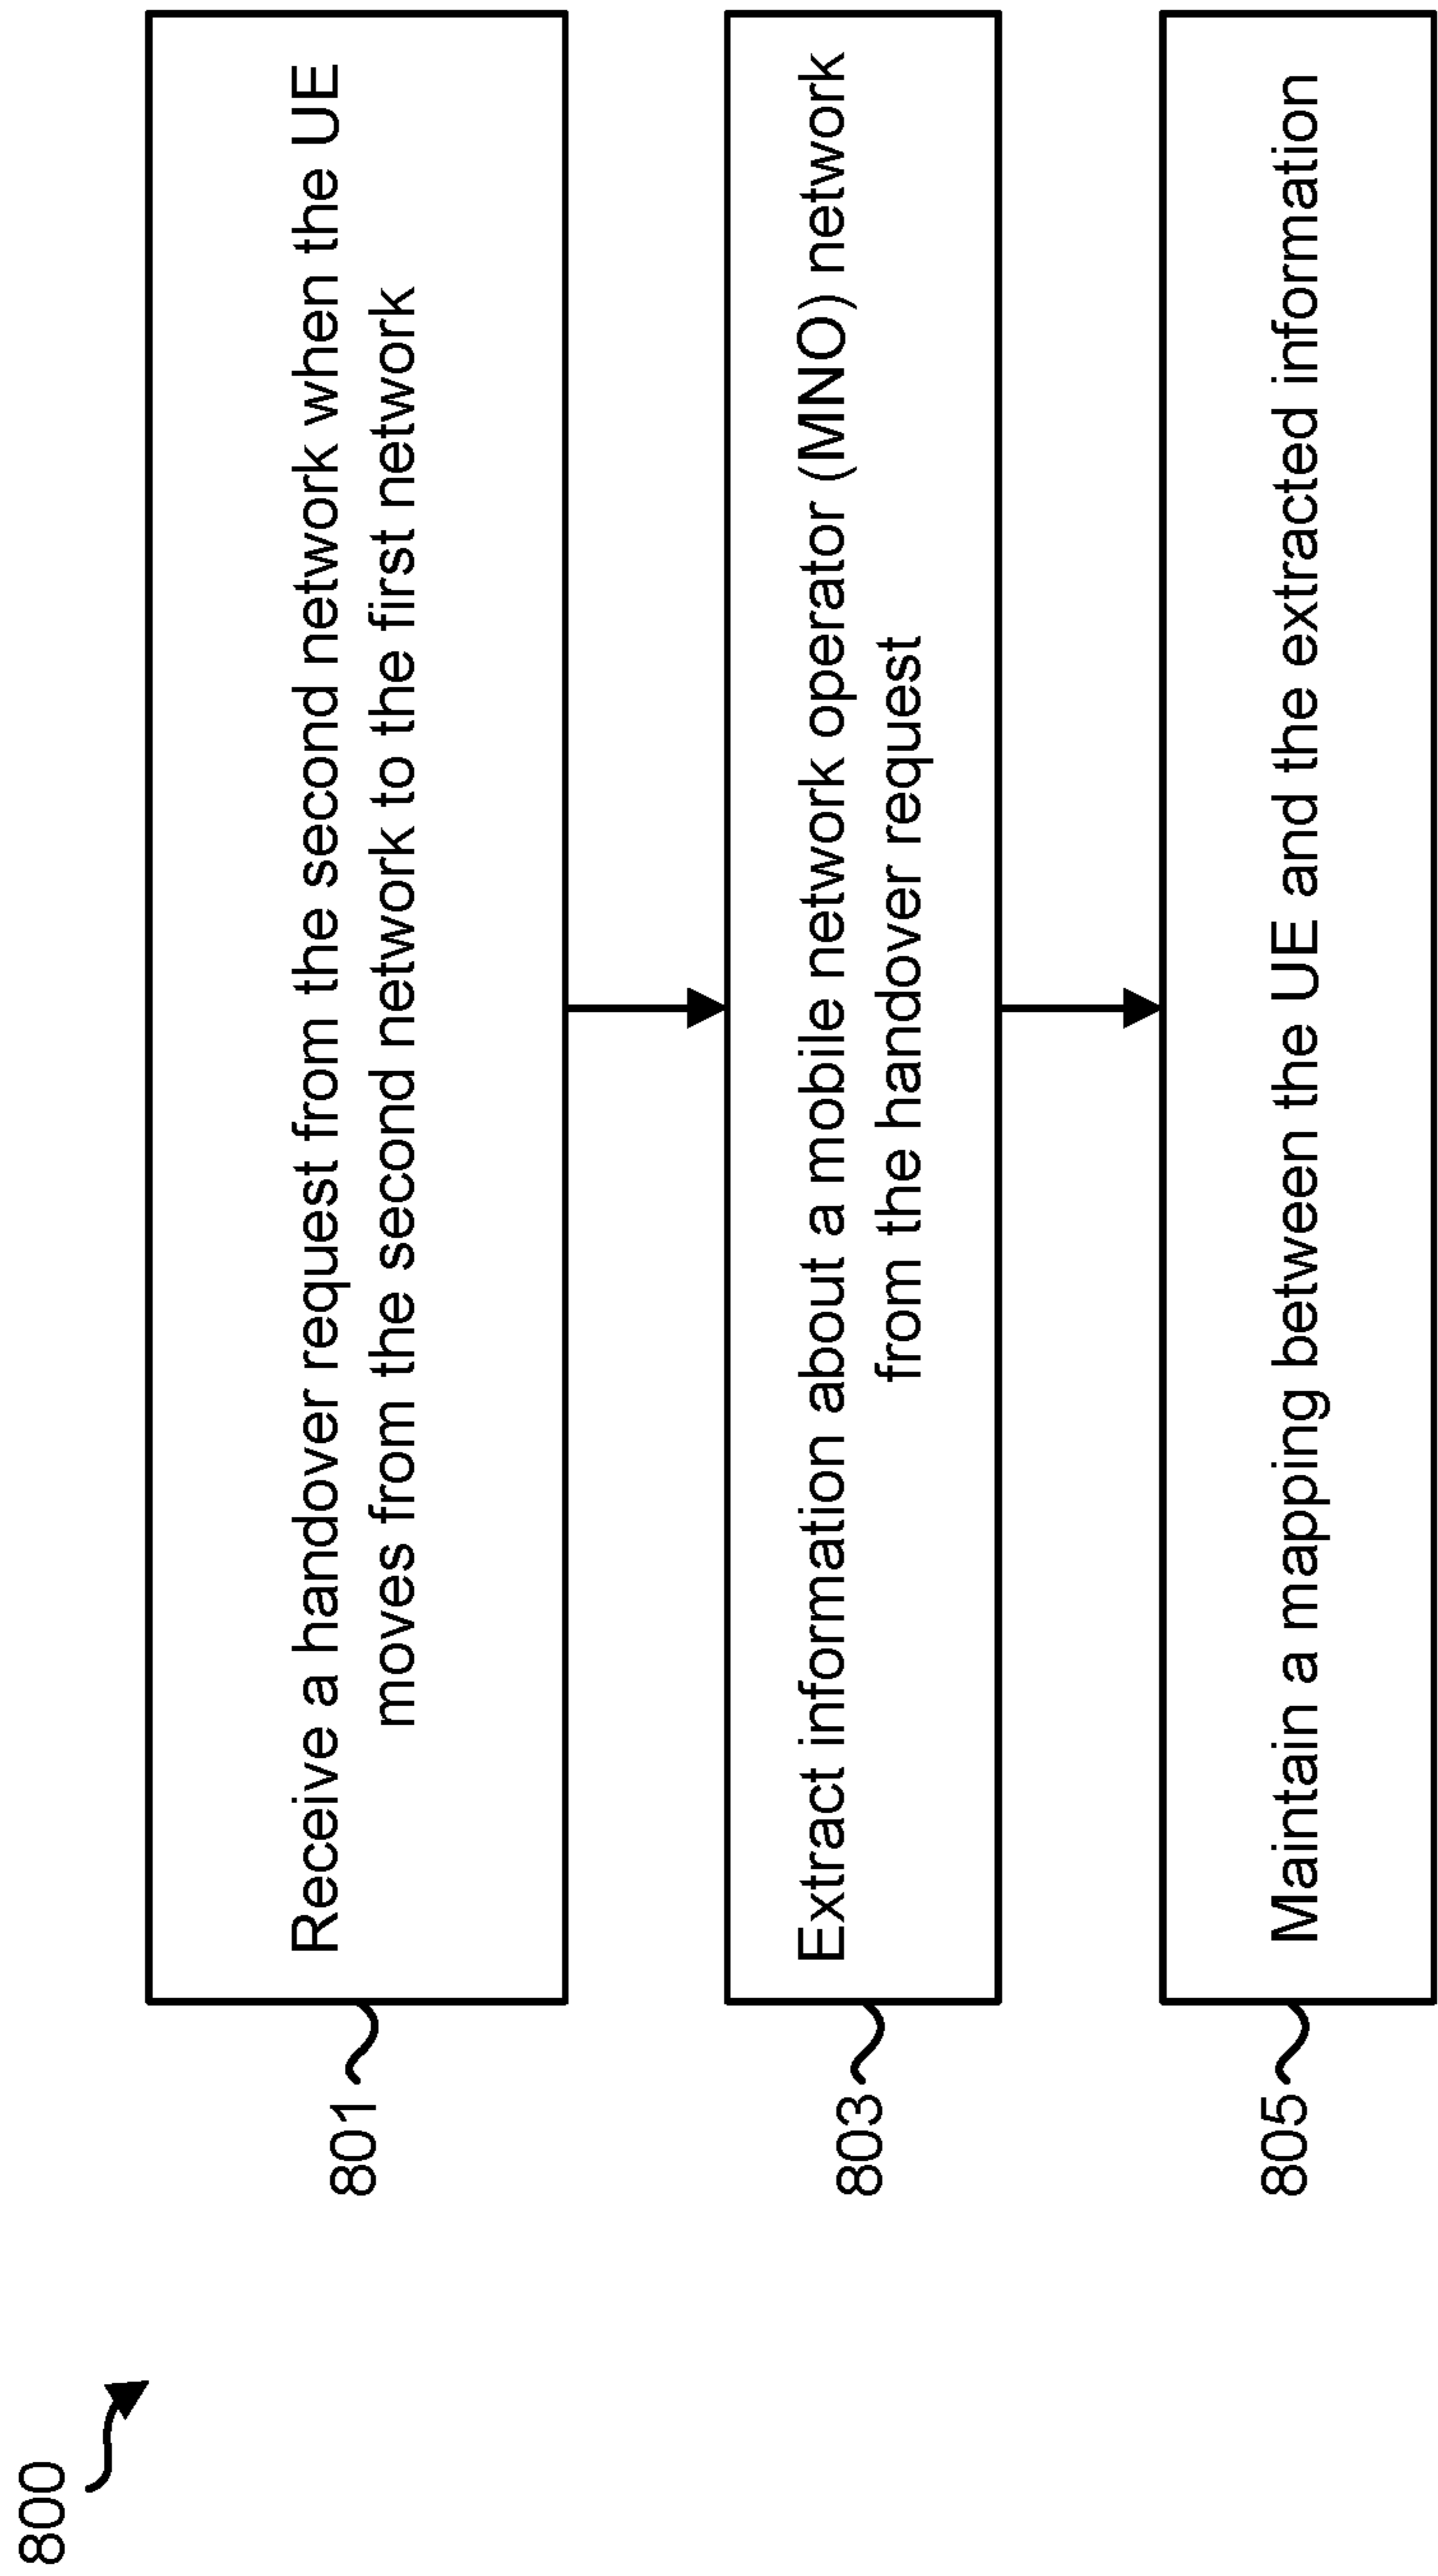 800
801
Receive a handover request from the second network when the UE
moves from the second network to the first network
803
Extract information about a mobile network operator (MNO) network
from the handover request
805
Maintain a mapping between the UE and the extracted information